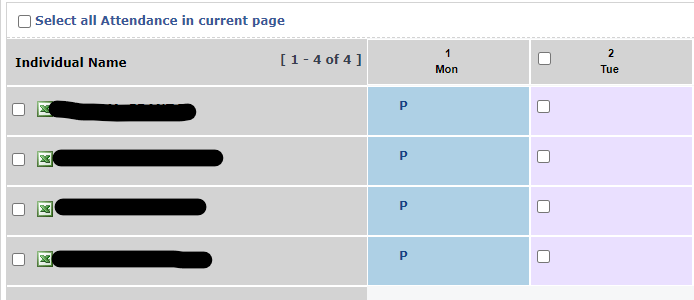 Select all Attendance in current page
Individual Name [ 1 - 4 of 4 ] 1 Mon 2 Tue
P
P
P
P